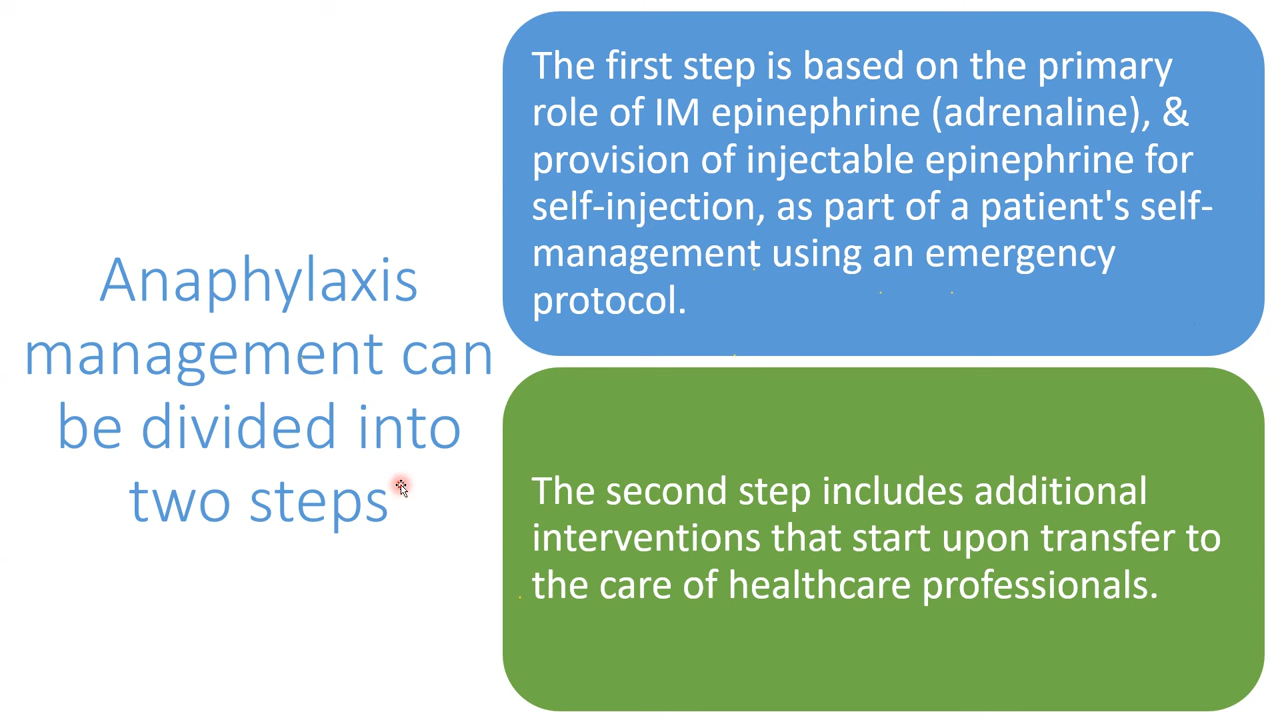 Anaphylaxis
management can
be divided into
two steps
The first step is based on the primary
role of IM epinephrine (adrenaline), &
provision of injectable epinephrine for
self-injection, as part of a patient's self-
management using an emergency
protocol.
The second step includes additional
interventions that start upon transfer to
the care of healthcare professionals.